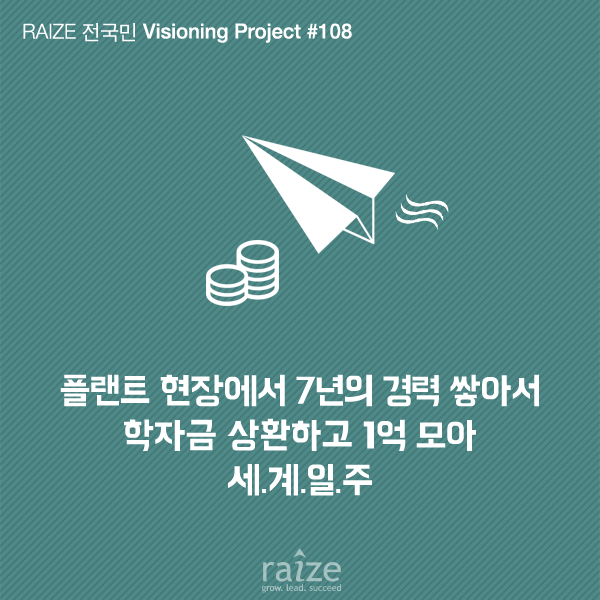 RAIZE 전국민 Visioning Project #108
플랜트 현장에서 7년의 경력 쌓아서
학자금 상환하고 1억 모아
세.계.일.주
raize
grow. lead. succeed